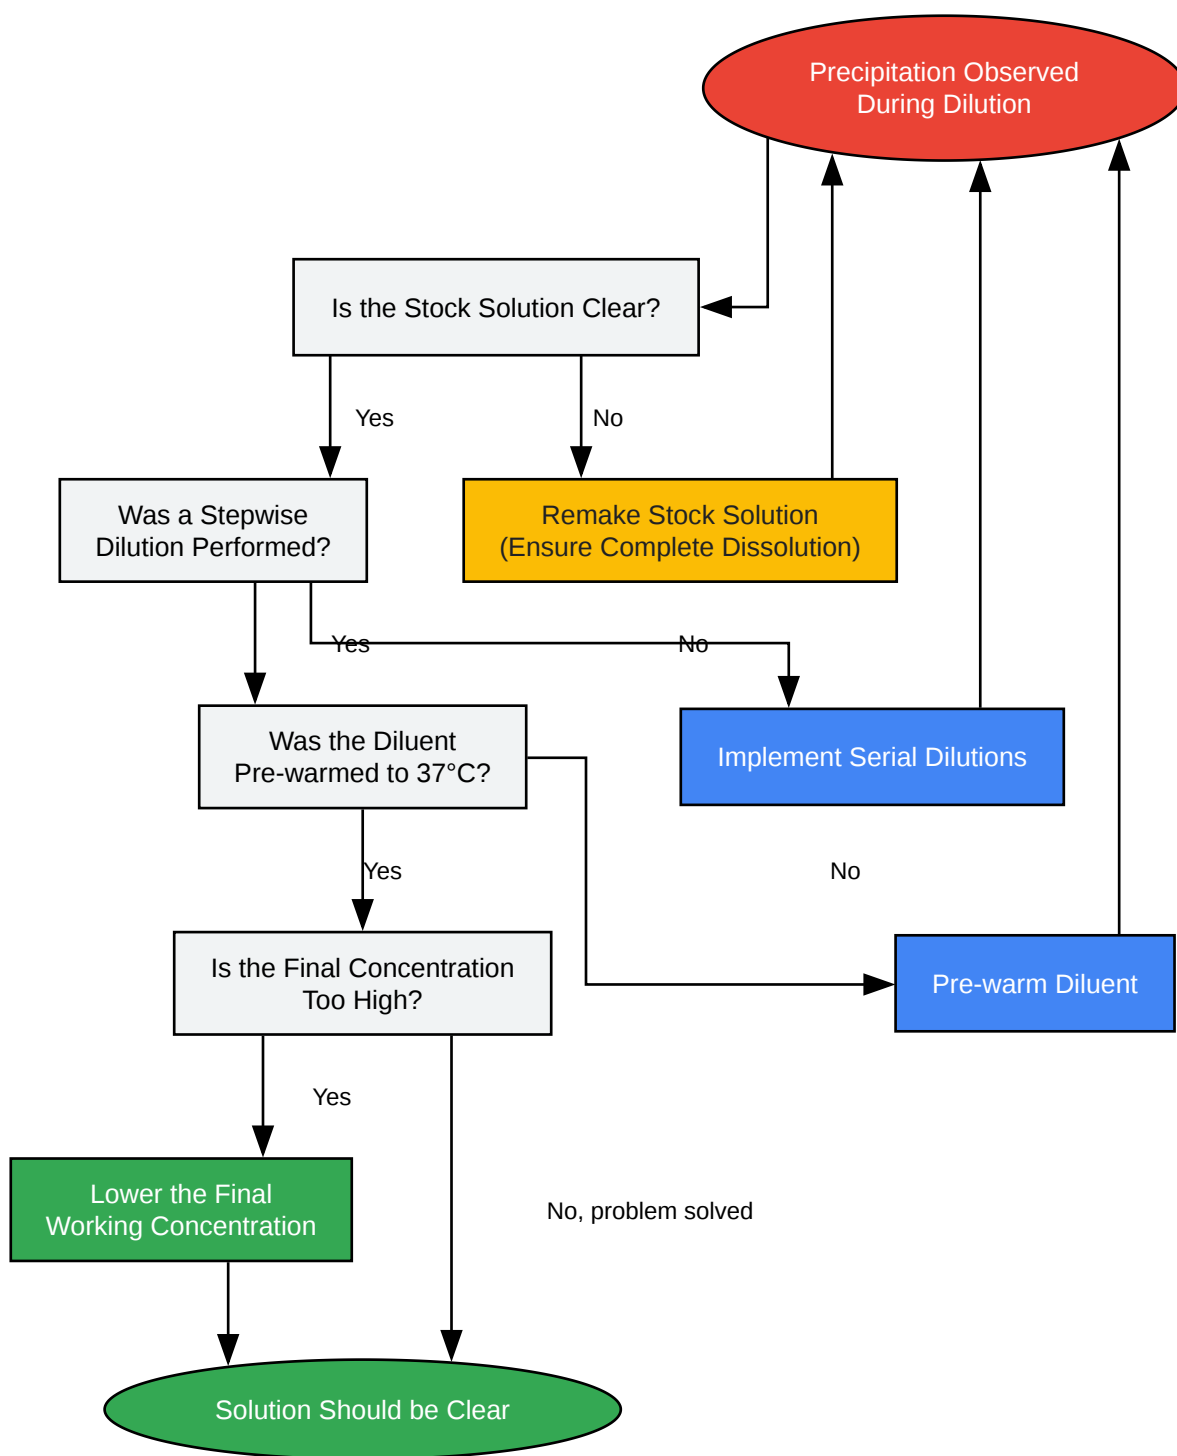 Precipitation Observed
During Dilution
Is the Stock Solution Clear?
Yes
No
Was a Stepwise
Dilution Performed?
Remake Stock Solution
(Ensure Complete Dissolution)
Yes
No
Was the Diluent
Pre-warmed to 37°C?
Implement Serial Dilutions
Yes
No
Is the Final Concentration
Too High?
Pre-warm Diluent
Yes
Lower the Final
Working Concentration
No, problem solved
Solution Should be Clear